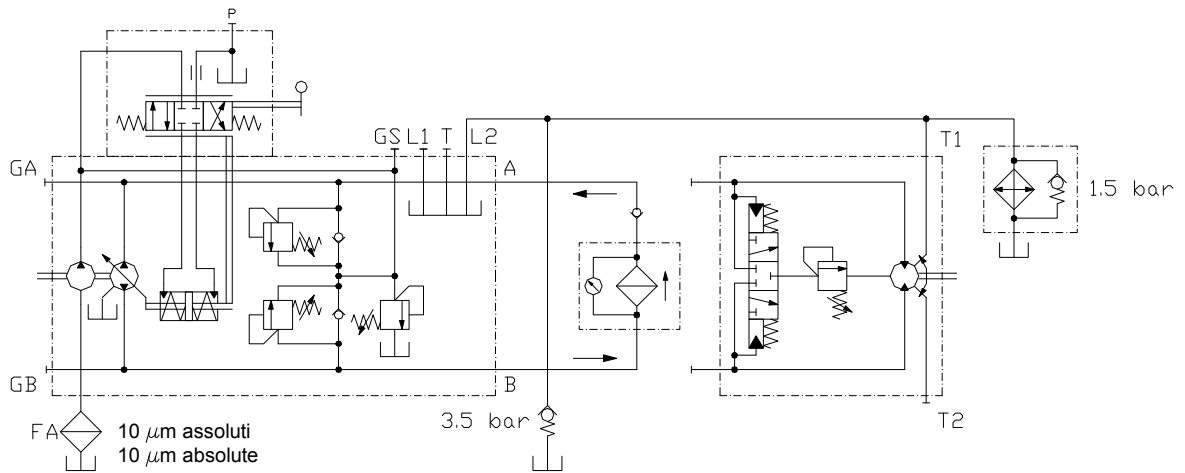 P
GS L1 T L2
GA
A
T1
1.5 bar
GB
B
3.5 bar
T2
FA
10 μm assoluti
10 μm absolute